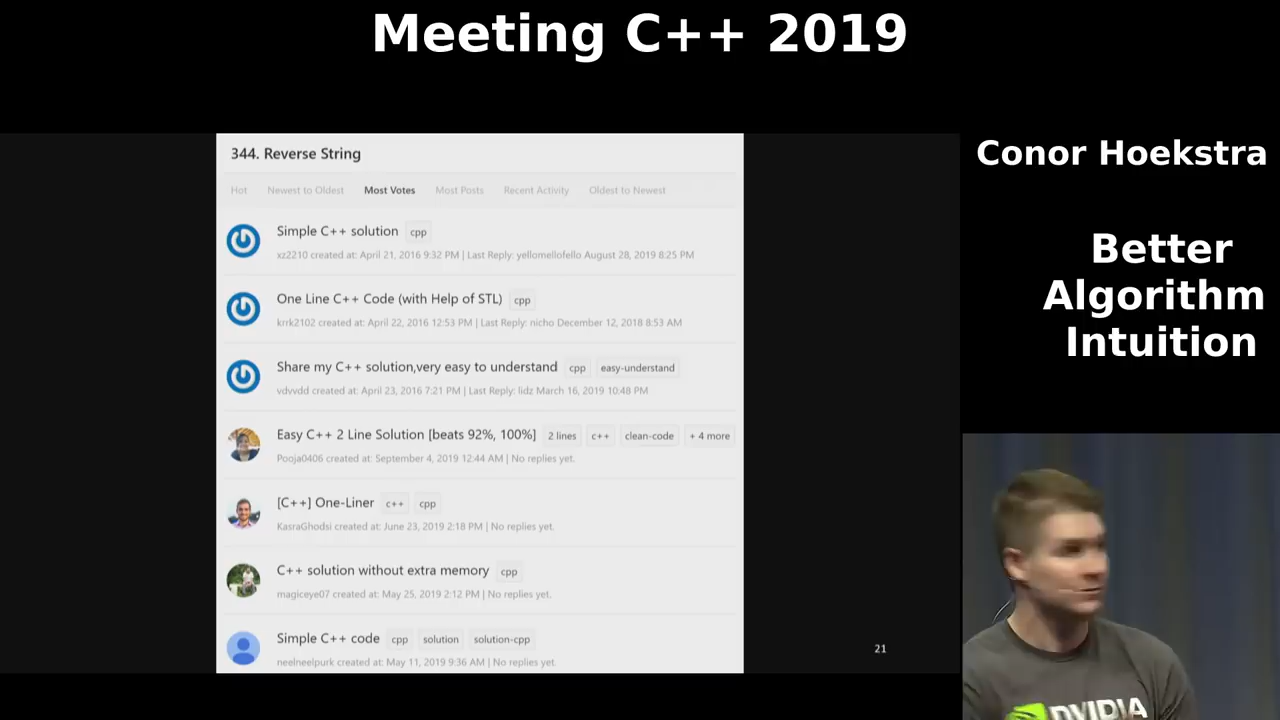 Meeting C++ 2019
344. Reverse String
Hot Newest to Oldest Most Votes Most Posts Recent Activity Oldest to Newest
Simple C++ solution cpp
xz2210 created at: April 21, 2016 9:32 PM | Last Reply: yellomellofello August 28, 2019 8:25 PM
One Line C++ Code (with Help of STL) cpp
krrk2102 created at: April 22, 2016 12:53 PM | Last Reply: nicho December 12, 2018 8:53 AM
Share my C++ solution,very easy to understand cpp easy-understand
vdvvdd created at: April 23, 2016 7:21 PM | Last Reply: lidz March 16, 2019 10:48 PM
Easy C++ 2 Line Solution [beats 92%, 100%] 2 lines c++ clean-code + 4 more
Pooja0406 created at: September 4, 2019 12:44 AM | No replies yet.
[C++] One-Liner c++ cpp
KasraGhodsi created at: June 23, 2019 2:18 PM | No replies yet.
C++ solution without extra memory cpp
magiceye07 created at: May 25, 2019 2:12 PM | No replies yet.
Simple C++ code cpp solution solution-cpp
neelneelpurk created at: May 11, 2019 9:36 AM | No replies yet
21
Conor Hoekstra
Better
Algorithm
Intuition
NVIDIA